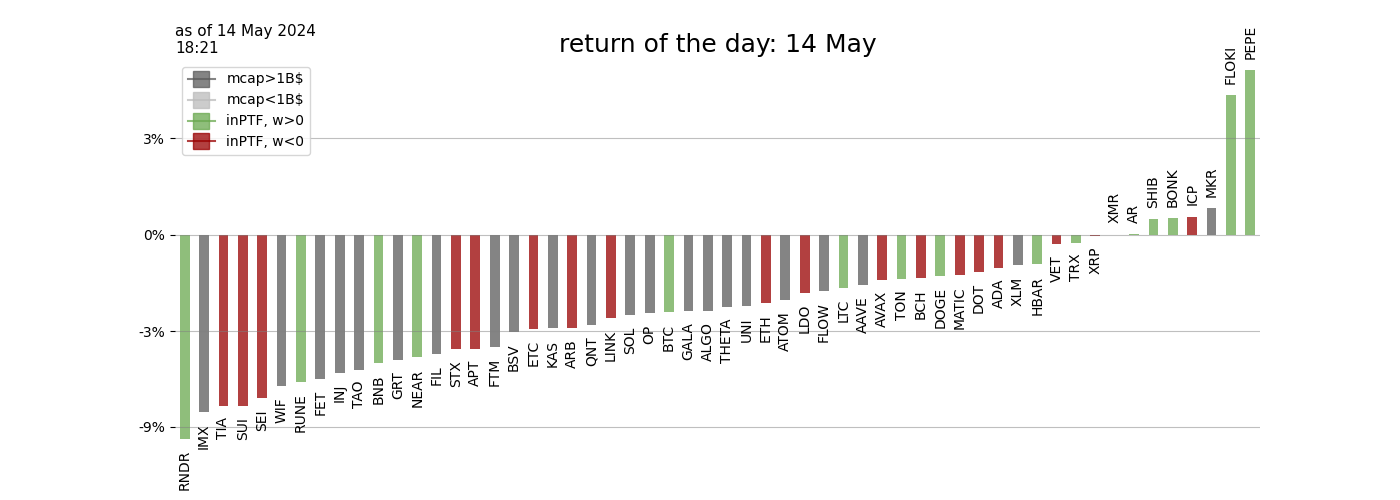 as of 14 May 2024
18:21
return of the day: 14 May
mcap>1B$
mcap<1B$
inPTF, w>0
inPTF, w<0
3%
0%
-3%
-9%
RNDR
IMX
TIA
SUI
SEI
WIF
RUNE
FET
INJ
TAO
BNB
GRT
NEAR
FIL
STX
APT
FTM
BSV
ETC
KAS
ARB
QNT
LINK
SOL
OP
BTC
GALA
ALGO
THETA
UNI
ETH
ATOM
LDO
FLOW
LTC
AAVE
AVAX
TON
BCH
DOGE
MATIC
DOT
ADA
XLM
HBAR
VET
TRX
XRP
XMR
AR
SHIB
BONK
ICP
MKR
FLOKI
PEPE